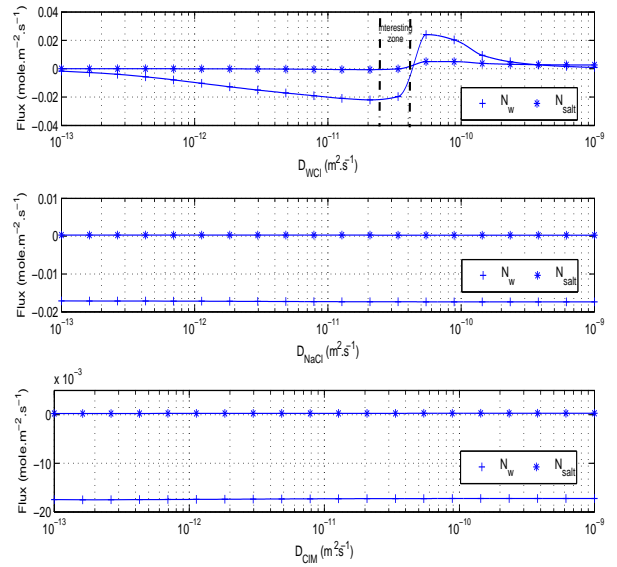 0.04
0.02
0
−0.02
−0.04
Flux (mole.m−2.s−1)
Interesting
zone
N_w N_salt
10−13 10−12 10−11 10−10 10−9
D_WCl (m2.s−1)
0.01
0
−0.01
−0.02
Flux (mole.m−2.s−1)
N_w N_salt
10−13 10−12 10−11 10−10 10−9
D_NaCl (m2.s−1)
x 10−3
0
−10
−20
Flux (mole.m−2.s−1)
N_w N_salt
10−13 10−12 10−11 10−10 10−9
D_ClM (m2.s−1)